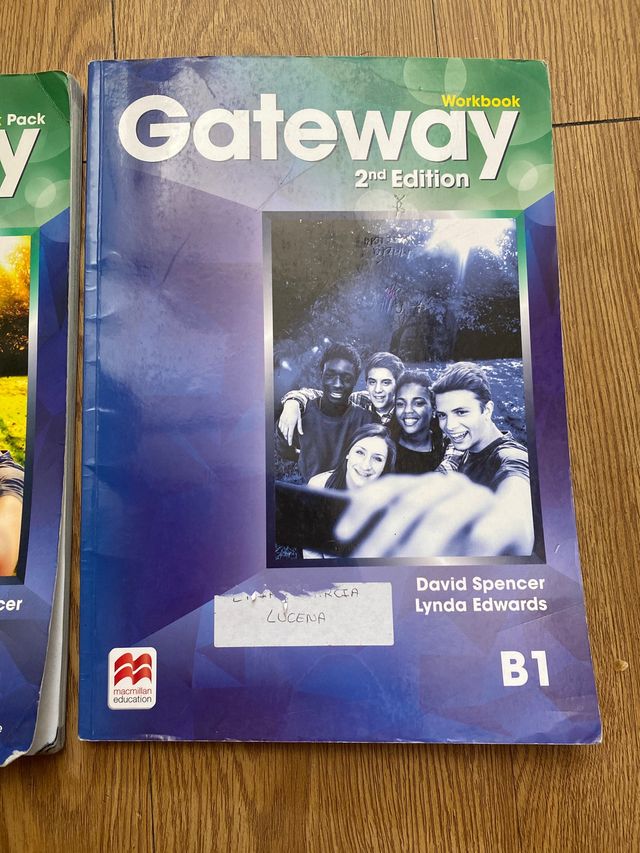 Pack
y
cer
Workbook
Gateway
2nd Edition
David Spencer
Lynda Edwards
LUCENA
B1
macmillan
education